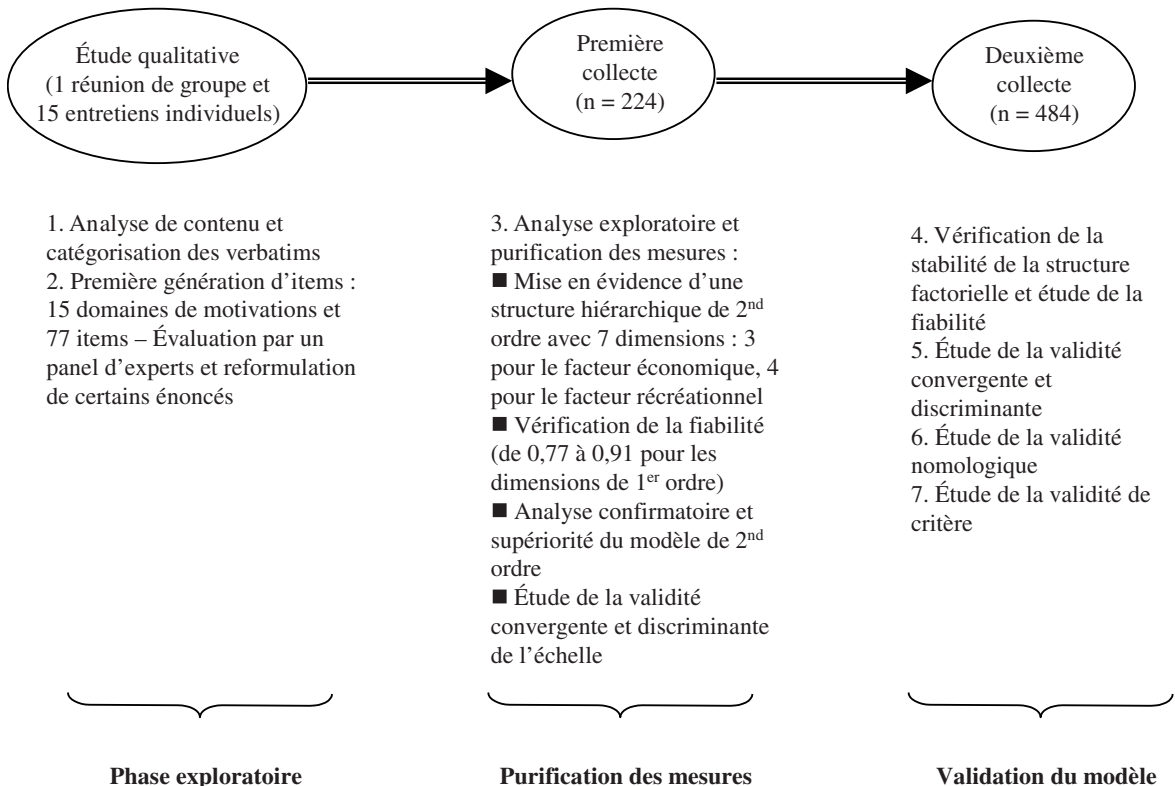 Étude qualitative
(1 réunion de groupe et
15 entretiens individuels)
Première
collecte
(n = 224)
Deuxième
collecte
(n = 484)
1. Analyse de contenu et
catégorisation des verbatims
2. Première génération d’items :
15 domaines de motivations et
77 items – Évaluation par un
panel d’experts et reformulation
de certains énoncés
3. Analyse exploratoire et
purification des mesures :
■ Mise en évidence d’une
structure hiérarchique de 2nd
ordre avec 7 dimensions : 3
pour le facteur économique, 4
pour le facteur récréationnel
■ Vérification de la fiabilité
(de 0,77 à 0,91 pour les
dimensions de 1er ordre)
■ Analyse confirmatoire et
supériorité du modèle de 2nd
ordre
■ Étude de la validité
convergente et discriminante
de l’échelle
4. Vérification de la
stabilité de la structure
factorielle et étude de la
fiabilité
5. Étude de la validité
convergente et
discriminante
6. Étude de la validité
nomologique
7. Étude de la validité de
critère
Phase exploratoire
Purification des mesures
Validation du modèle